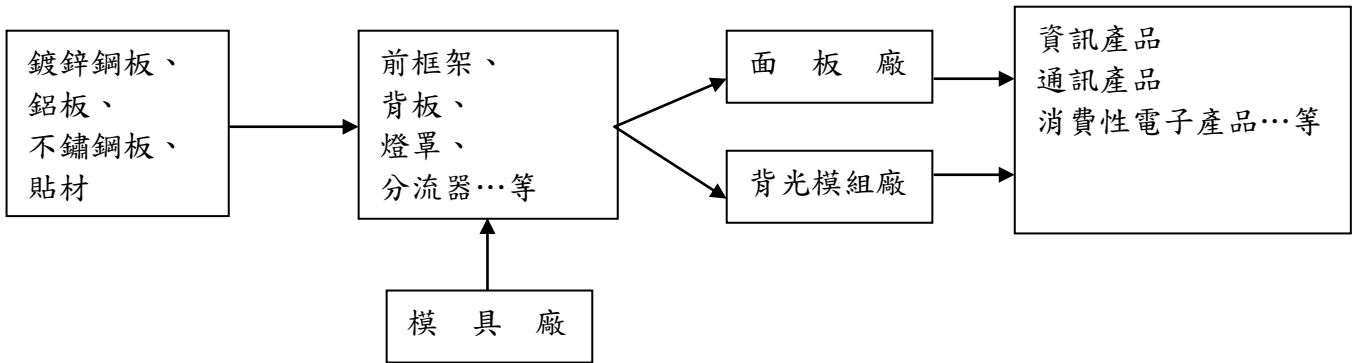 鍍鋅鋼板、
鋁板、
不鏽鋼板、
貼材
前框架、
背板、
燈罩、
分流器…等
模　具　廠
面　板　廠
背光模組廠
資訊產品
通訊產品
消費性電子產品…等